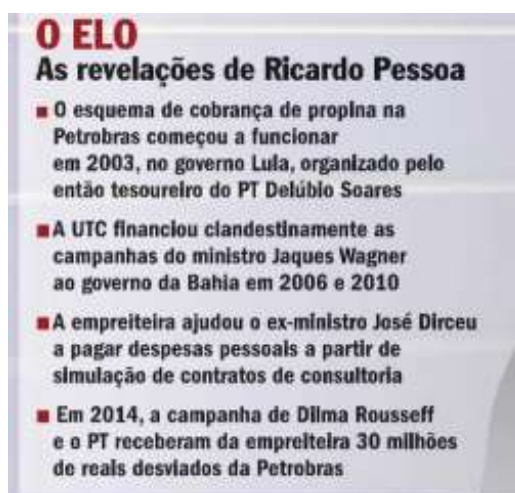 O ELO
As revelações de Ricardo Pessoa
■ O esquema de cobrança de propina na
Petrobras começou a funcionar
em 2003, no governo Lula, organizado pelo
então tesoureiro do PT Delúbio Soares
■ A UTC financiou clandestinamente as
campanhas do ministro Jaques Wagner
ao governo da Bahia em 2006 e 2010
■ A empreiteira ajudou o ex-ministro José Dirceu
a pagar despesas pessoais a partir de
simulação de contratos de consultoria
■ Em 2014, a campanha de Dilma Rousseff
e o PT receberam da empreiteira 30 milhões
de reais desviados da Petrobras